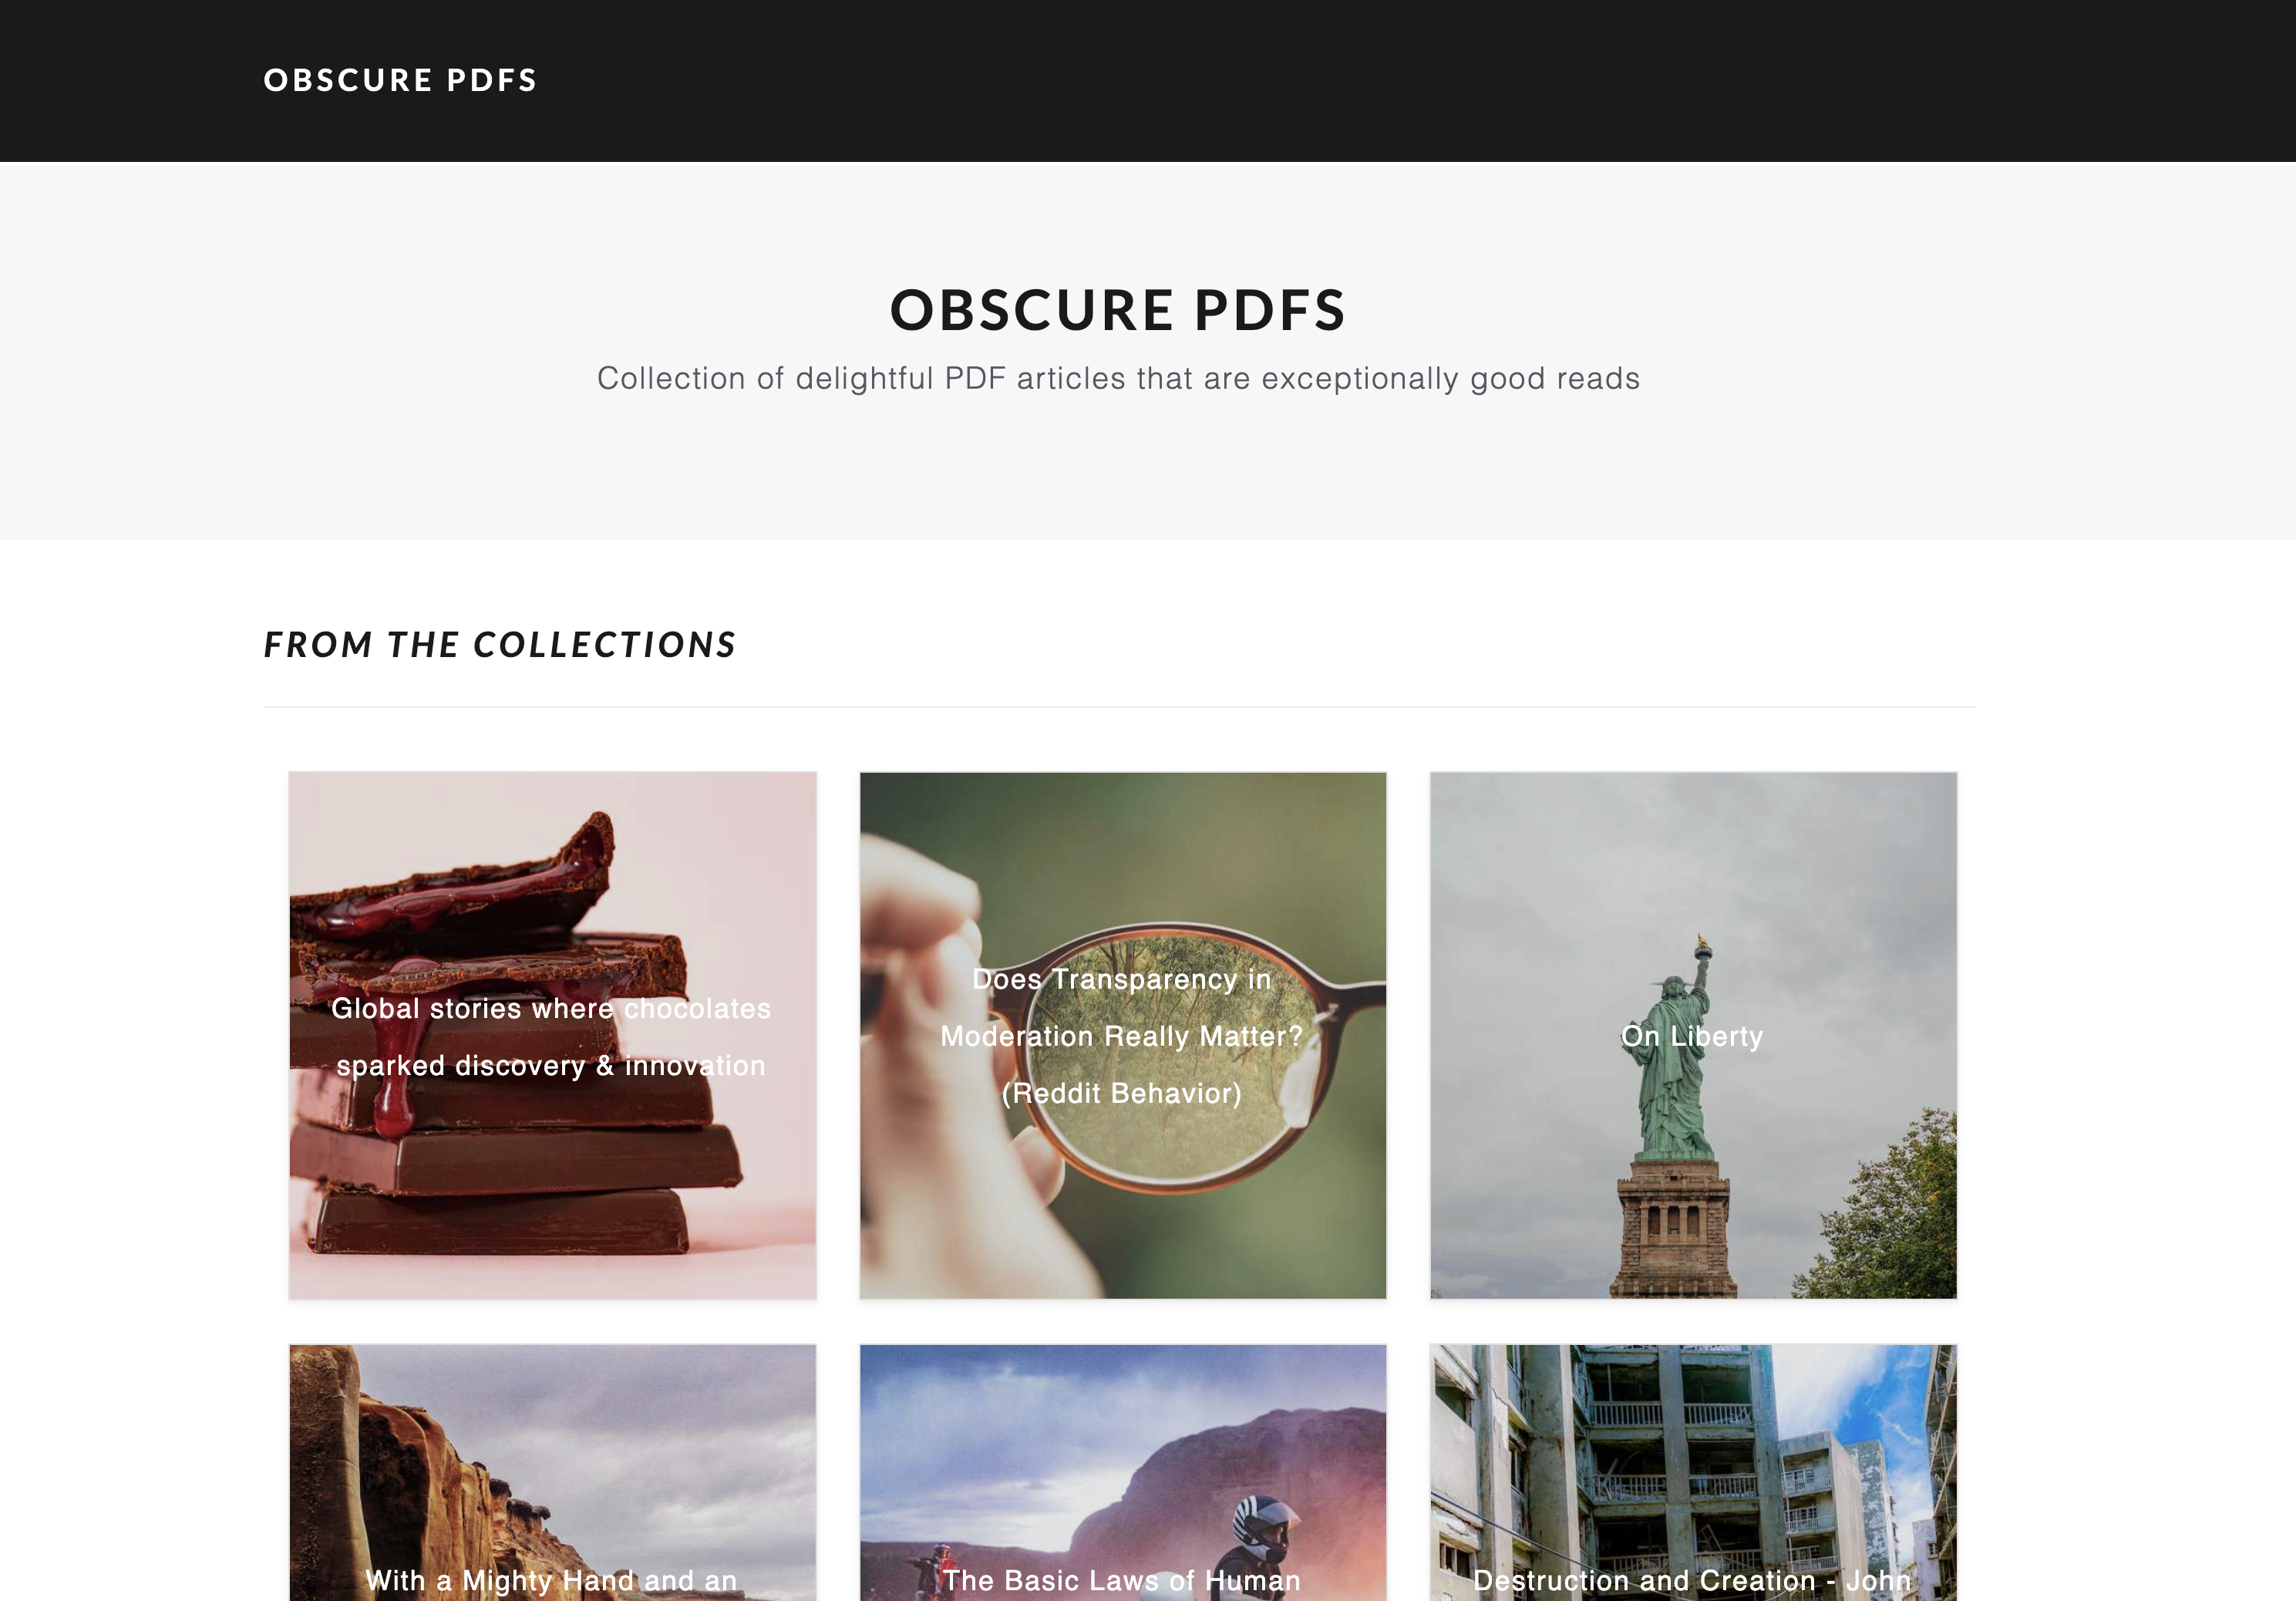 OBSCURE PDFS
OBSCURE PDFS
Collection of delightful PDF articles that are exceptionally good reads
FROM THE COLLECTIONS
Global stories where chocolates
sparked discovery & innovation
Does Transparency in
Moderation Really Matter?
(Reddit Behavior)
On Liberty
With a Mighty Hand and an
The Basic Laws of Human
Destruction and Creation - John